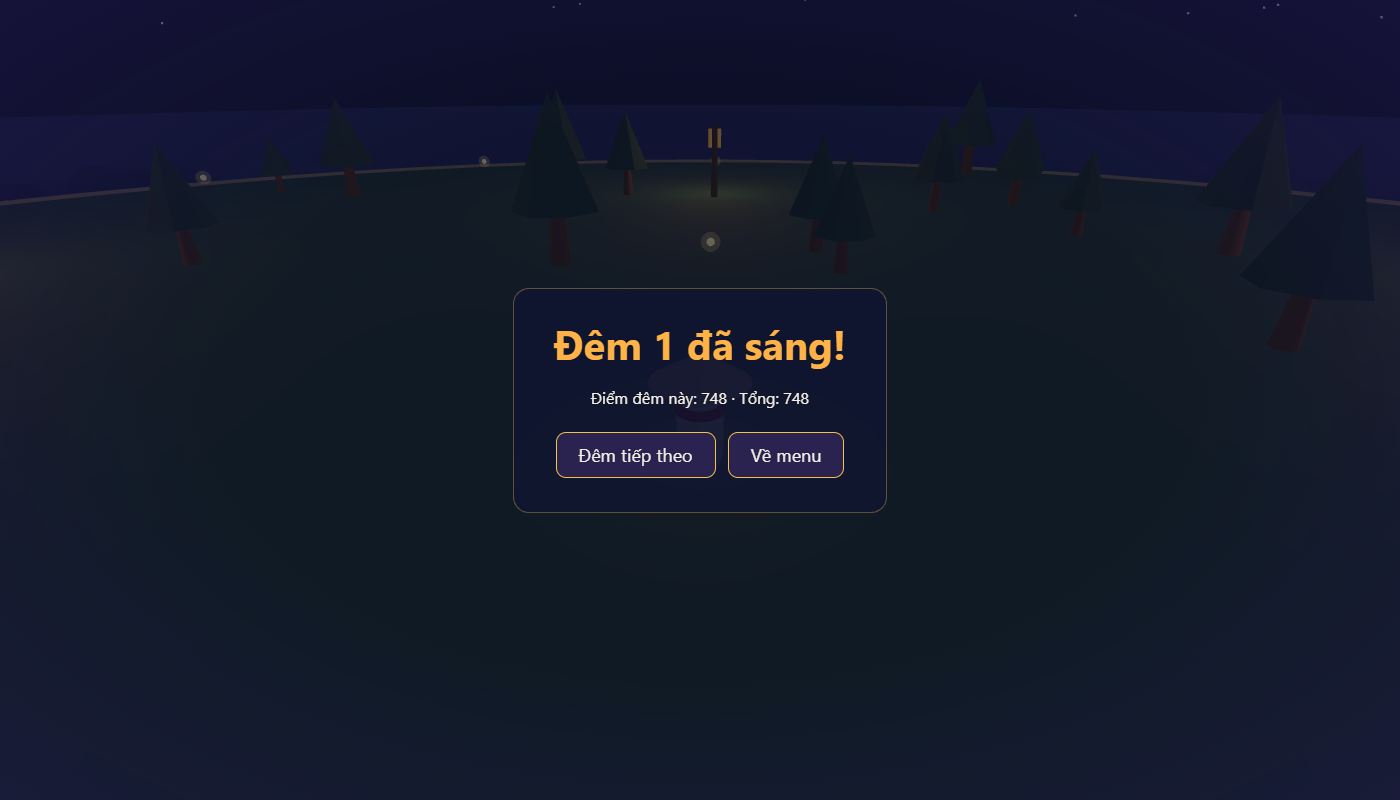 Đêm 1 đã sáng!
Điểm đêm này: 748 · Tổng: 748
Đêm tiếp theo
Về menu